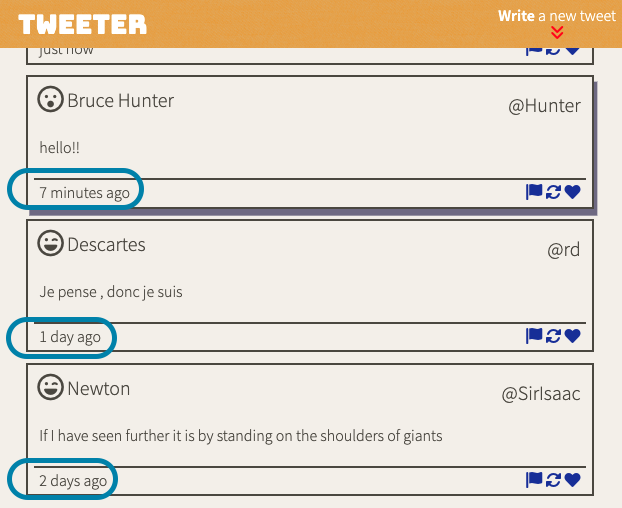 TWEETER
Write a new tweet
just now
Bruce Hunter
@Hunter
hello!!
7 minutes ago
Descartes
@rd
Je pense , donc je suis
1 day ago
Newton
@SirIsaac
If I have seen further it is by standing on the shoulders of giants
2 days ago